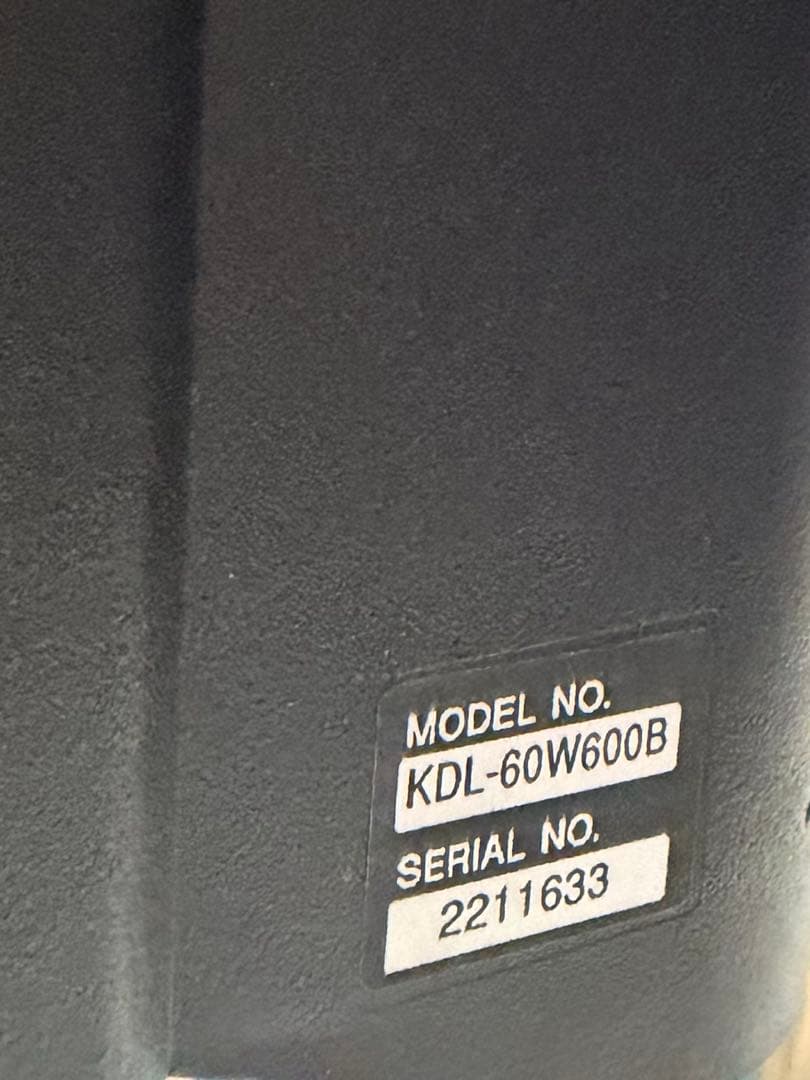 MODEL NO.
KDL-60W600B
SERIAL NO.
2211633